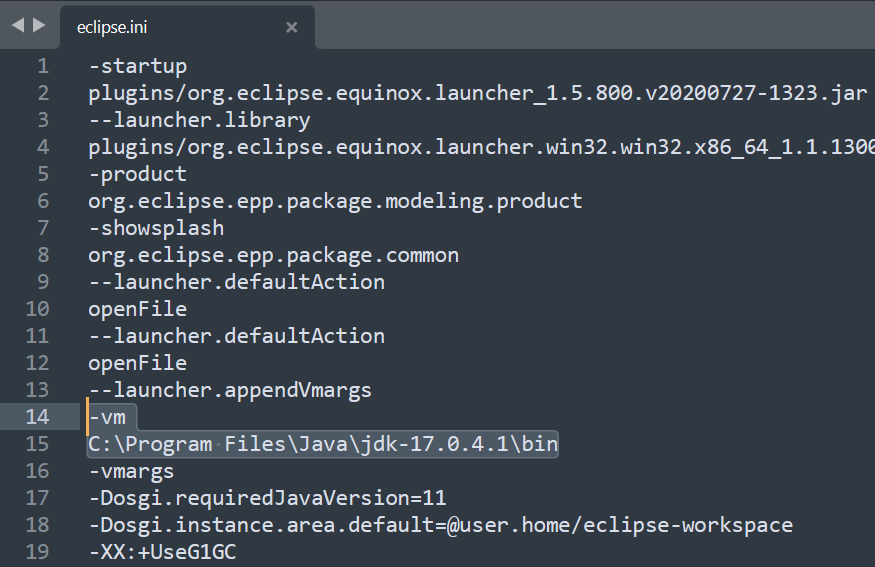 eclipse.ini
1 -startup
2 plugins/org.eclipse.equinox.launcher_1.5.800.v20200727-1323.jar
3 --launcher.library
4 plugins/org.eclipse.equinox.launcher.win32.win32.x86_64_1.1.1300
5 -product
6 org.eclipse.epp.package.modeling.product
7 -showsplash
8 org.eclipse.epp.package.common
9 --launcher.defaultAction
10 openFile
11 --launcher.defaultAction
12 openFile
13 --launcher.appendVmargs
14 -vm
15 C:\Program Files\Java\jdk-17.0.4.1\bin
16 -vmargs
17 -Dosgi.requiredJavaVersion=11
18 -Dosgi.instance.area.default=@user.home/eclipse-workspace
19 -XX:+UseG1GC